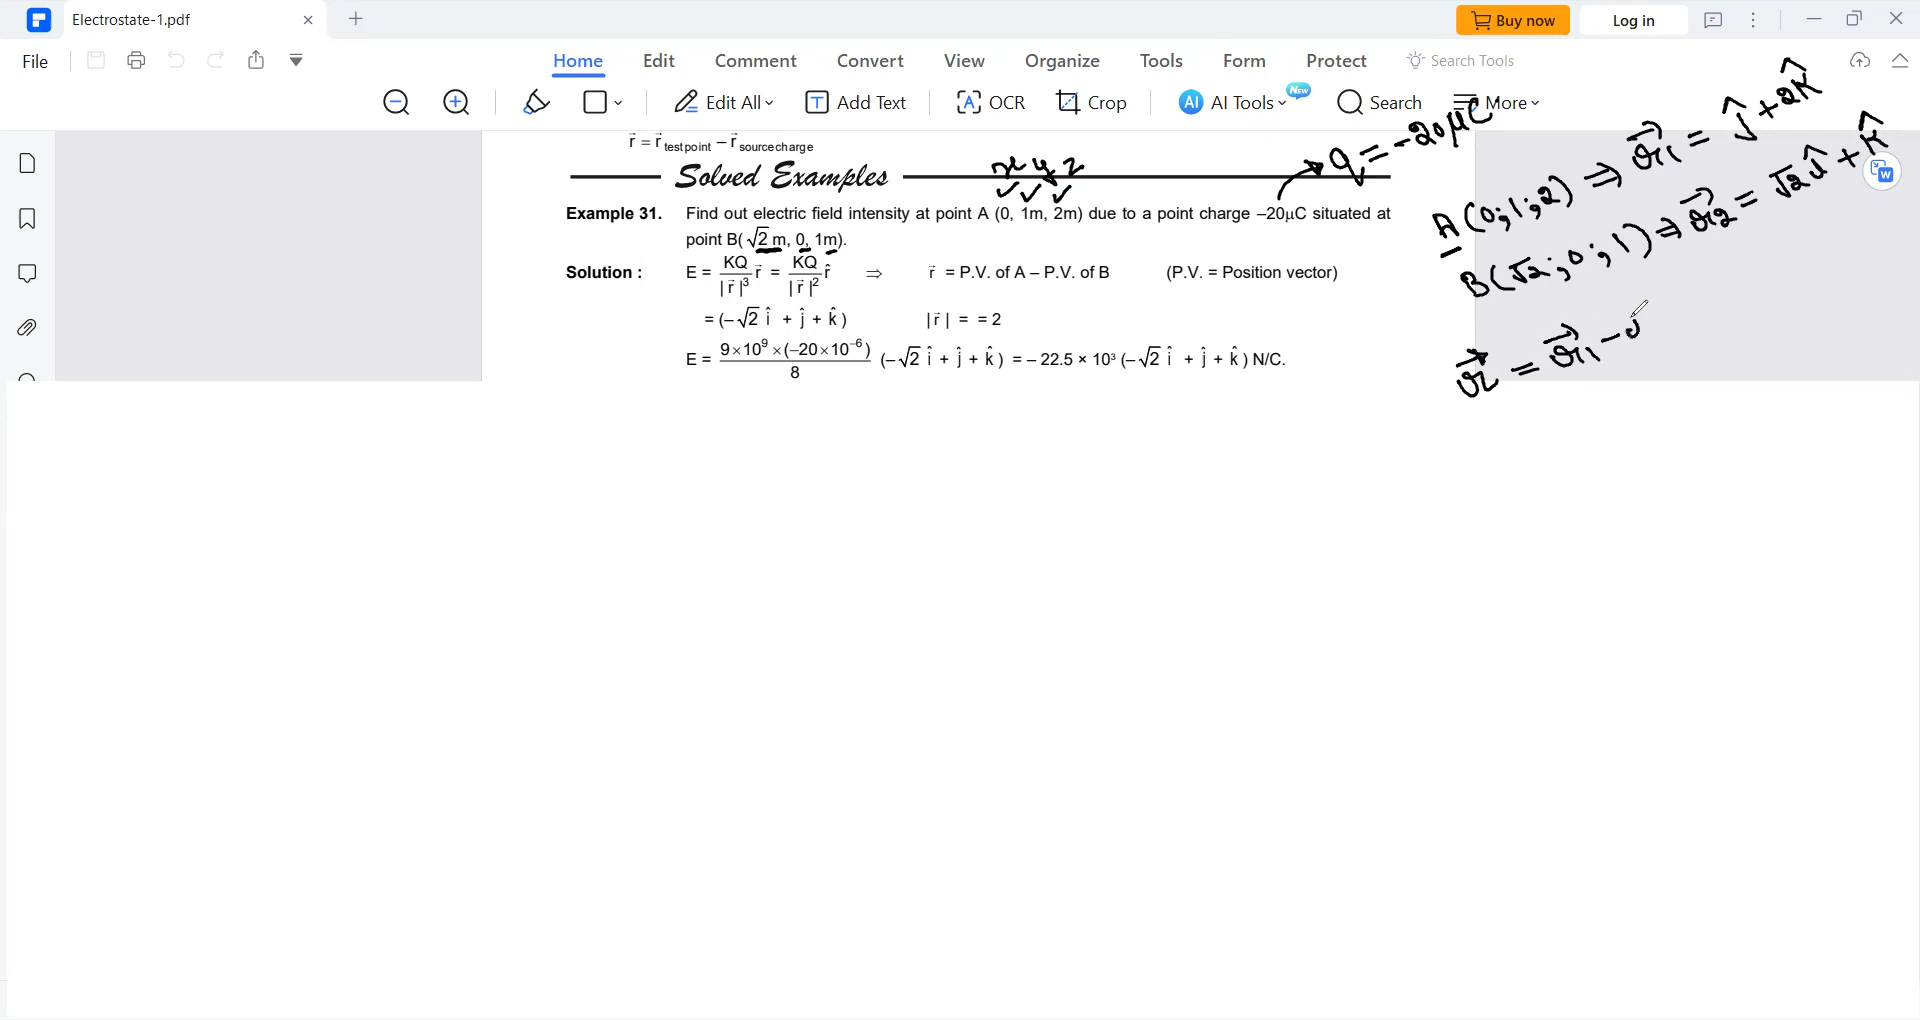 Electrostate-1.pdf
Buy now
Log in
File
Home Edit Comment Convert View Organize Tools Form Protect Search Tools
Edit All Add Text OCR Crop AI AI Tools New Search More
r⃗ = r⃗ testpoint − r⃗ sourcecharge
Solved Examples
x y z
q = -20μC
Example 31. Find out electric field intensity at point A (0, 1m, 2m) due to a point charge –20μC situated at
point B(√2 m, 0, 1m).
Solution : E = KQ/|r⃗|³ r⃗ = KQ/|r⃗|² r̂ ⇒ r⃗ = P.V. of A – P.V. of B (P.V. = Position vector)
= (–√2 î + ĵ + k̂) |r⃗| = = 2
E = 9×10⁹ ×(–20×10⁻⁶)/8 (–√2 î + ĵ + k̂) = – 22.5 × 10³ (–√2 î + ĵ + k̂) N/C.
A(0;1;2) ⇒ r⃗1 = ĵ + 2k̂
B(√2;0;1) ⇒ r⃗2 = √2 î + k̂
r⃗ = r⃗1 -